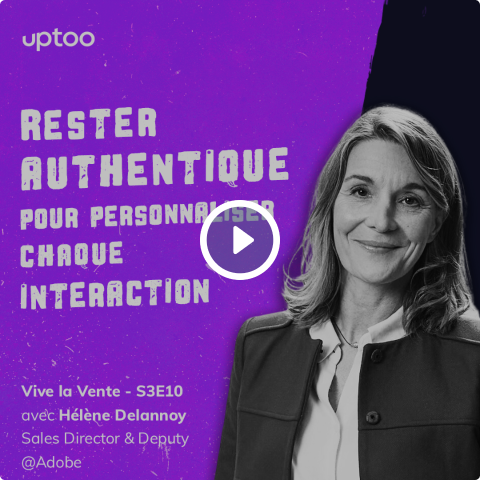 uptoo
RESTER
AUTHENTIQUE
POUR PERSONNALISER
CHAQUE
INTERACTION
Vive la Vente - S3E10
avec Hélène Delannoy
Sales Director & Deputy
@Adobe